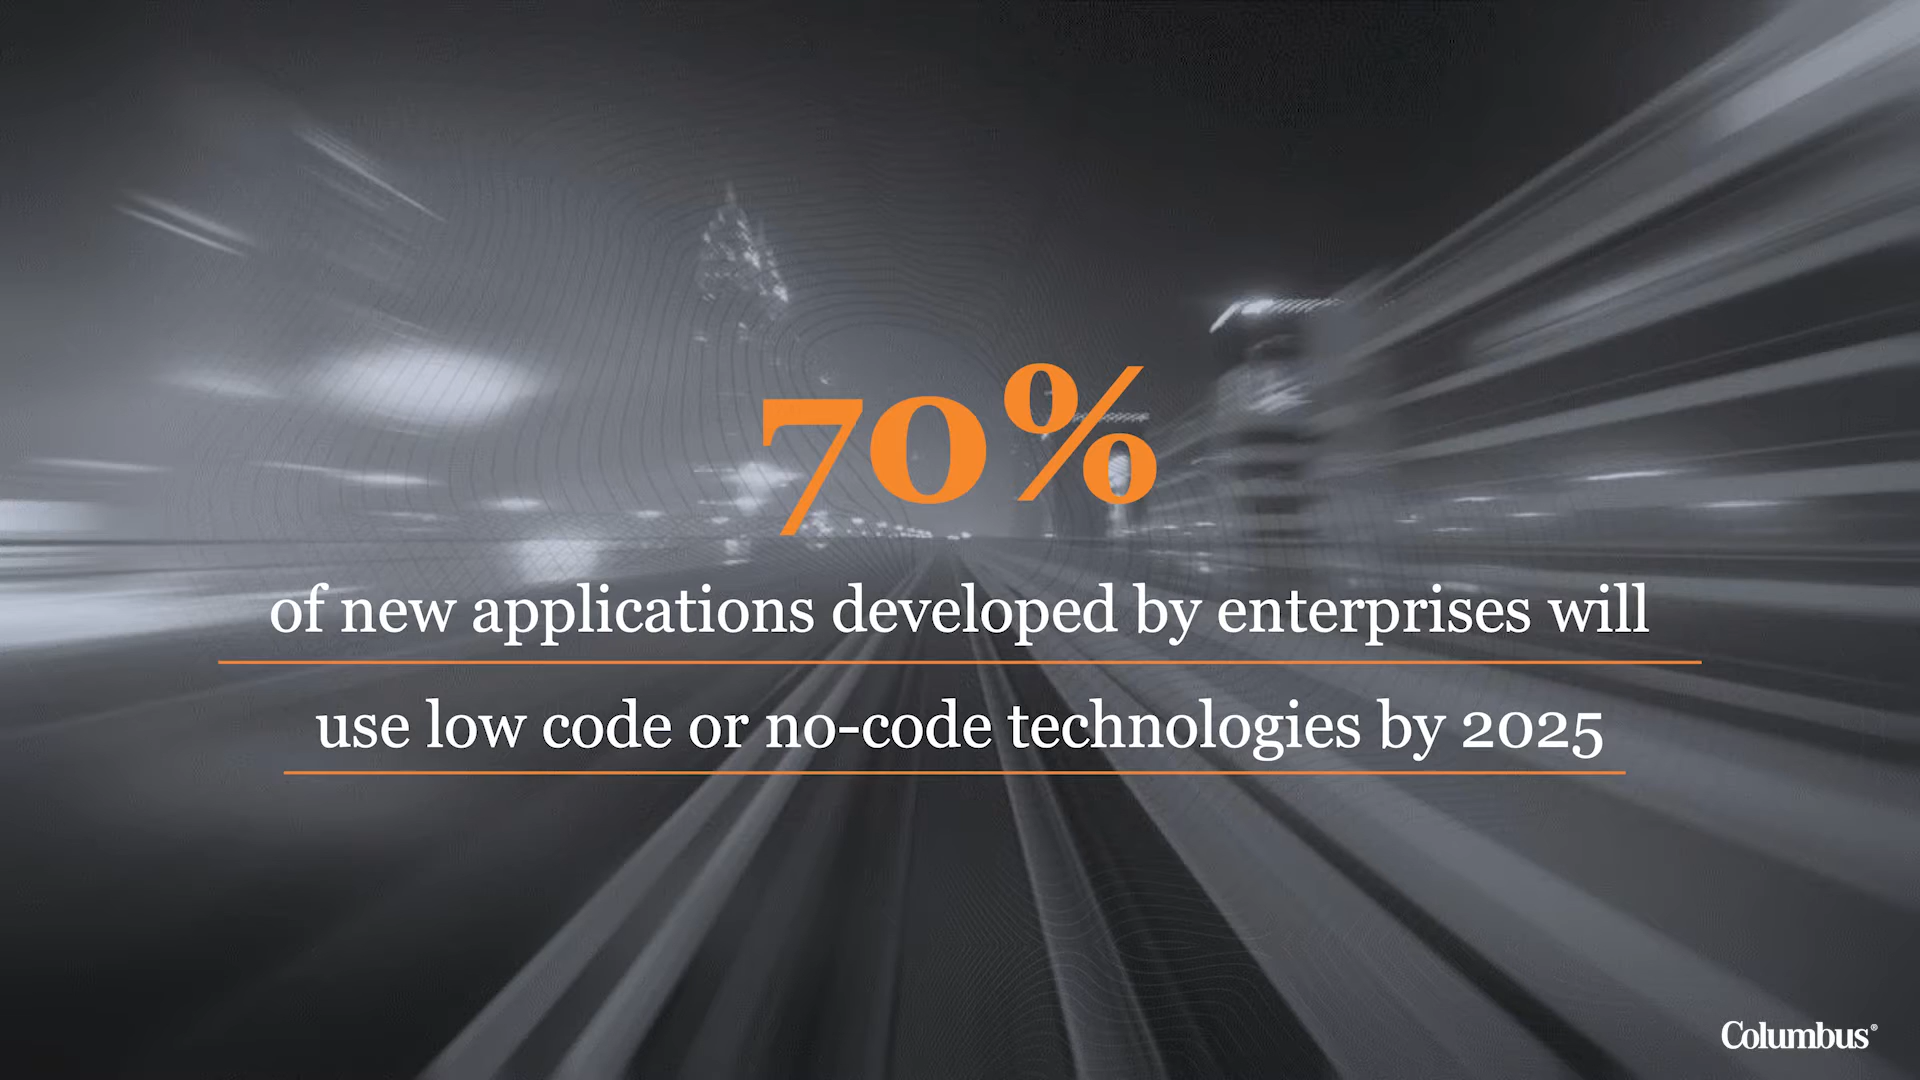 70%
of new applications developed by enterprises will
use low code or no-code technologies by 2025
Columbus®